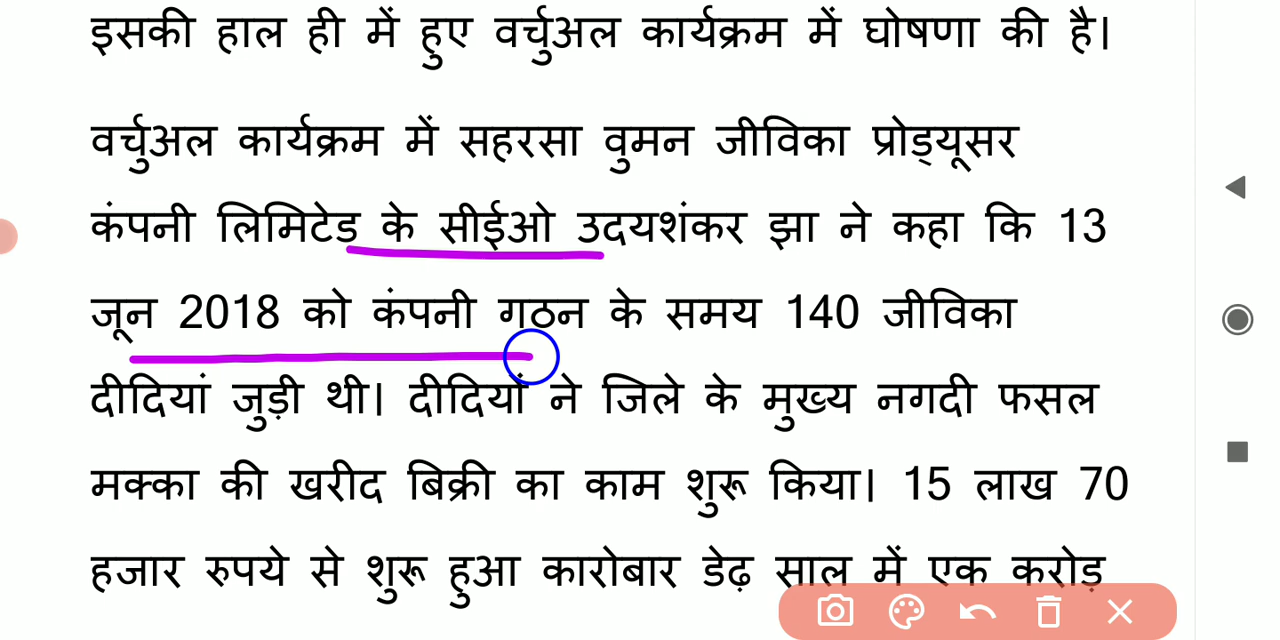 इसकी हाल ही में हुए वर्चुअल कार्यक्रम में घोषणा की है।
वर्चुअल कार्यक्रम में सहरसा वुमन जीविका प्रोड्यूसर
कंपनी लिमिटेड के सीईओ उदयशंकर झा ने कहा कि 13
जून 2018 को कंपनी गठन के समय 140 जीविका
दीदियां जुड़ी थी। दीदियों ने जिले के मुख्य नगदी फसल
मक्का की खरीद बिक्री का काम शुरू किया। 15 लाख 70
हजार रुपये से शुरू हुआ कारोबार डेढ़ साल में एक करोड़